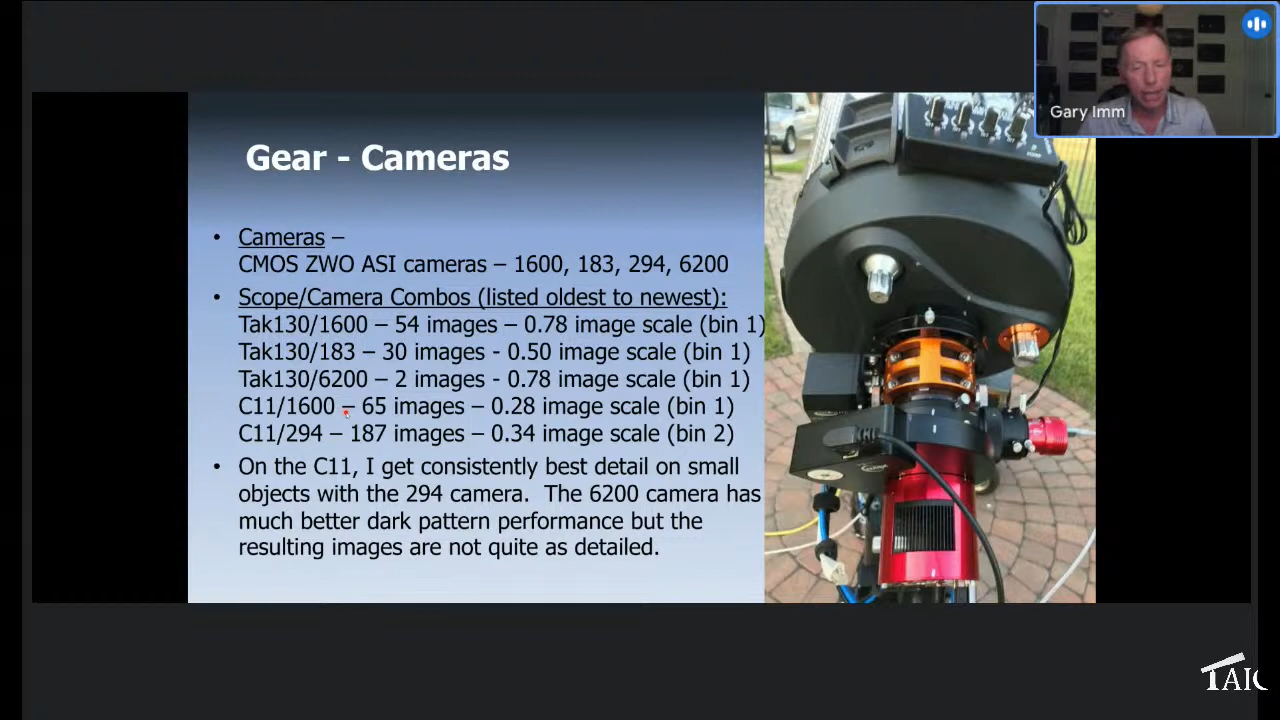 Gary Imm
Gear - Cameras
• Cameras –
CMOS ZWO ASI cameras – 1600, 183, 294, 6200
• Scope/Camera Combos (listed oldest to newest):
Tak130/1600 – 54 images – 0.78 image scale (bin 1)
Tak130/183 – 30 images - 0.50 image scale (bin 1)
Tak130/6200 – 2 images - 0.78 image scale (bin 1)
C11/1600 – 65 images – 0.28 image scale (bin 1)
C11/294 – 187 images – 0.34 image scale (bin 2)
• On the C11, I get consistently best detail on small
objects with the 294 camera. The 6200 camera has
much better dark pattern performance but the
resulting images are not quite as detailed.
TAIC